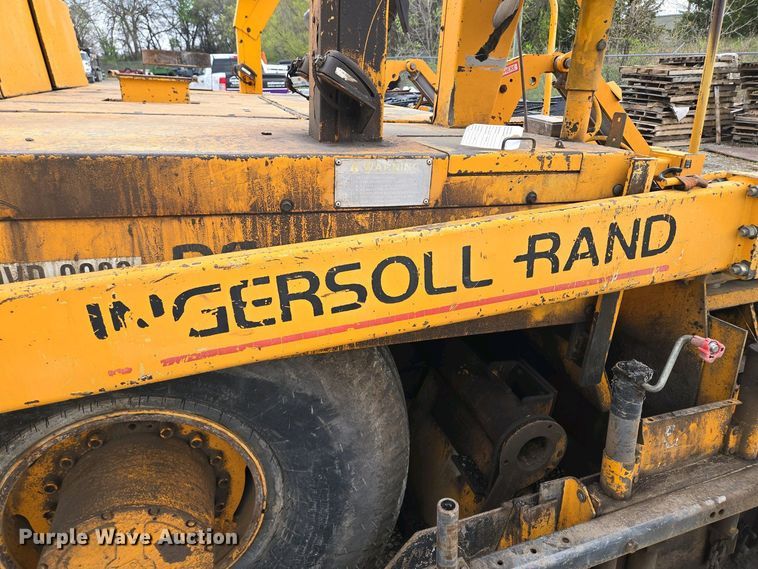 WARNING
INGERSOLL RAND
Purple Wave Auction